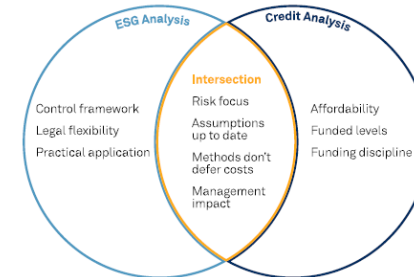 ESG Analysis
Credit Analysis
Control framework
Legal flexibility
Practical application
Intersection
Risk focus
Assumptions
up to date
Methods don't
defer costs
Management
impact
Affordability
Funded levels
Funding discipline